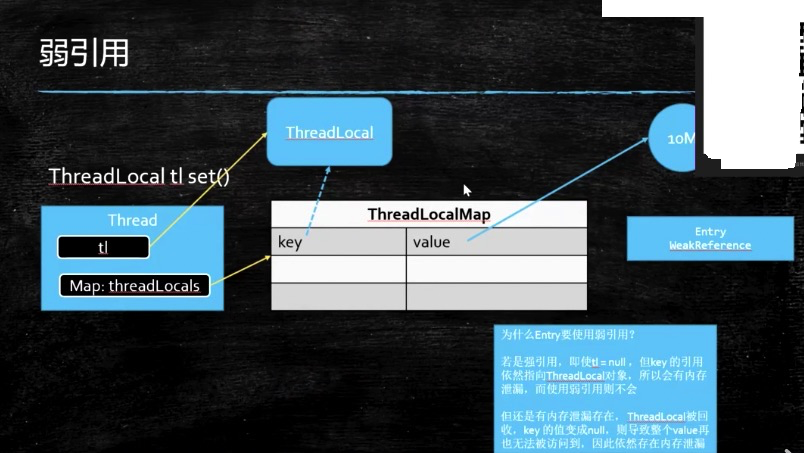 弱引用
ThreadLocal
10M
ThreadLocal tl set()
Thread
tl
Map: threadLocals
ThreadLocalMap
key
value
Entry
WeakReference
为什么Entry要使用弱引用？
若是强引用，即使tl = null，但key 的引用
依然指向ThreadLocal对象，所以会有内存
泄漏，而使用弱引用则不会
但还是有内存泄漏存在，ThreadLocal被回
收，key 的值变成null，则导致整个value再
也无法被访问到，因此依然存在内存泄漏